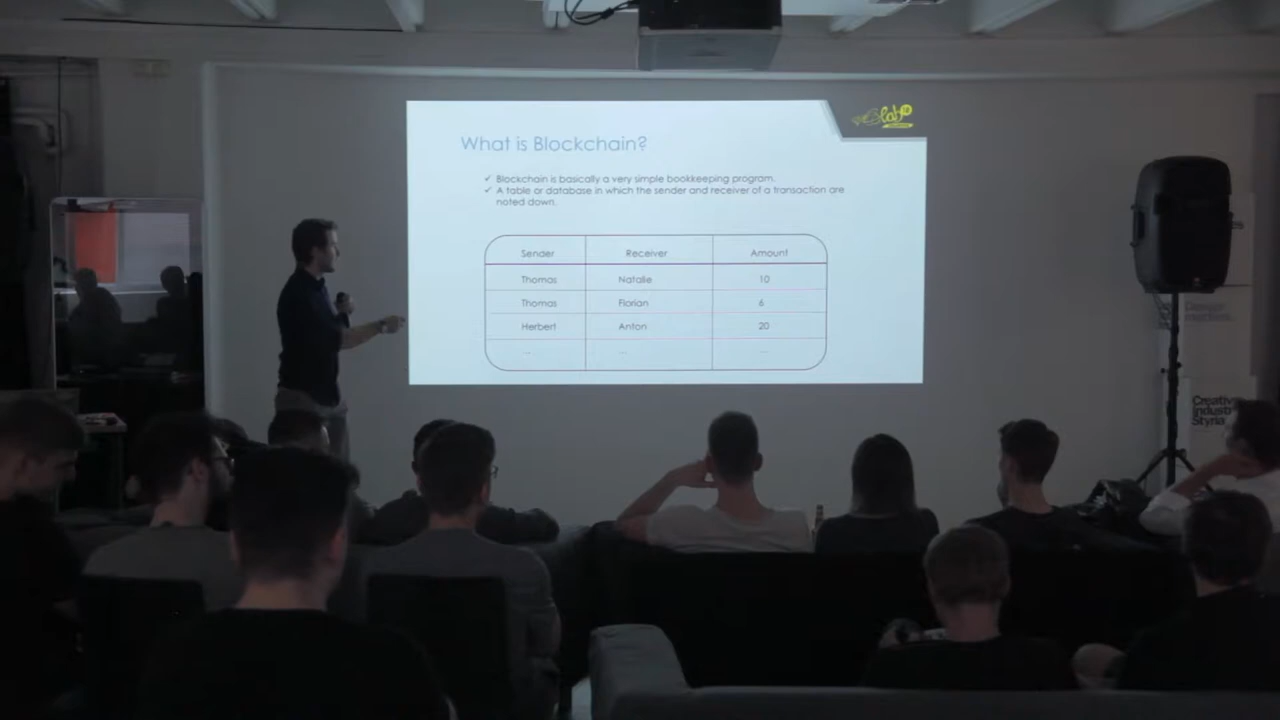 lab10
What is Blockchain?
✓ Blockchain is basically a very simple bookkeeping program.
✓ A table or database in which the sender and receiver of a transaction are
noted down.
Sender Receiver Amount
Thomas Natalie 10
Thomas Florian 6
Herbert Anton 20
... ... ...
Creative
Industr
Styria